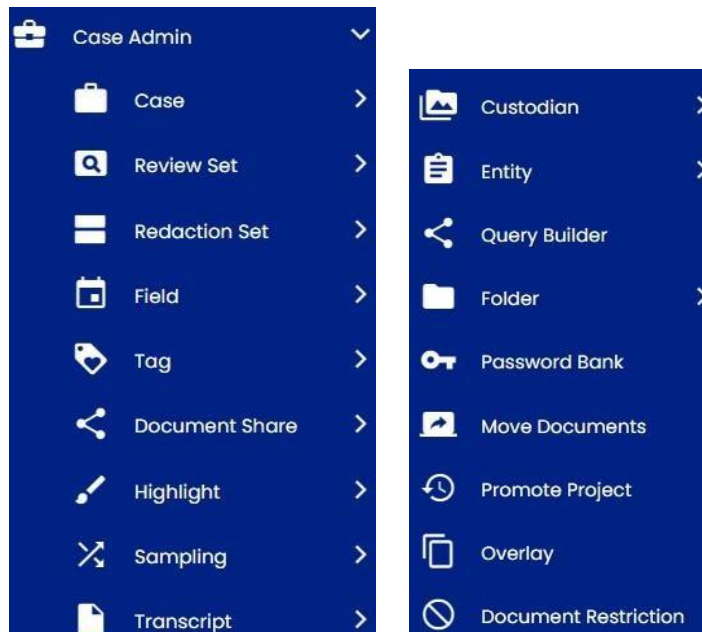 Case Admin
Case
Review Set
Redaction Set
Field
Tag
Document Share
Highlight
Sampling
Transcript
Custodian
Entity
Query Builder
Folder
Password Bank
Move Documents
Promote Project
Overlay
Document Restriction